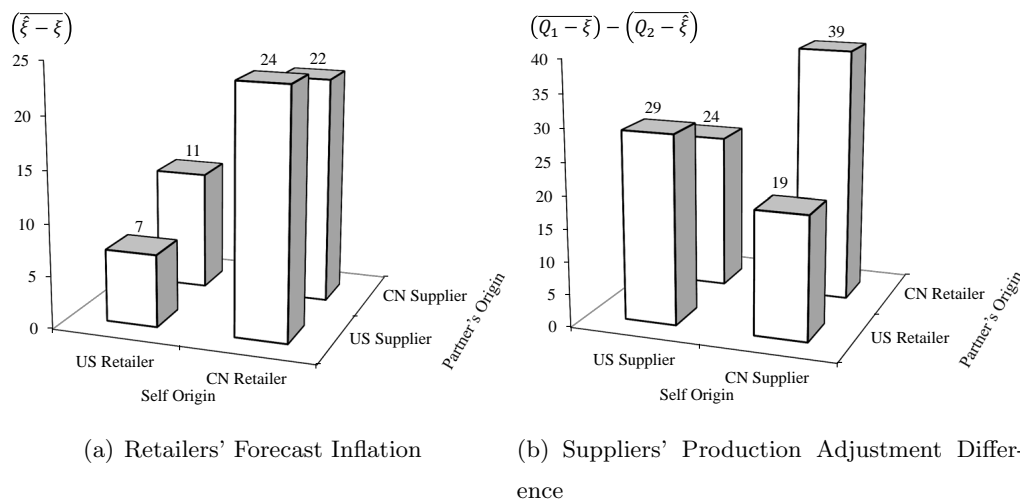 (ξ̂ − ξ)
25
20
15
10
5
0
7
11
24
22
US Retailer
CN Retailer
Self Origin
US Supplier
CN Supplier
Partner's Origin
(a) Retailers' Forecast Inflation
(Q₁ − ξ) − (Q₂ − ξ̂)
40
35
30
25
20
15
10
5
0
29
24
19
39
US Supplier
CN Supplier
Self Origin
US Retailer
CN Retailer
Partner's Origin
(b) Suppliers' Production Adjustment Differ-
ence